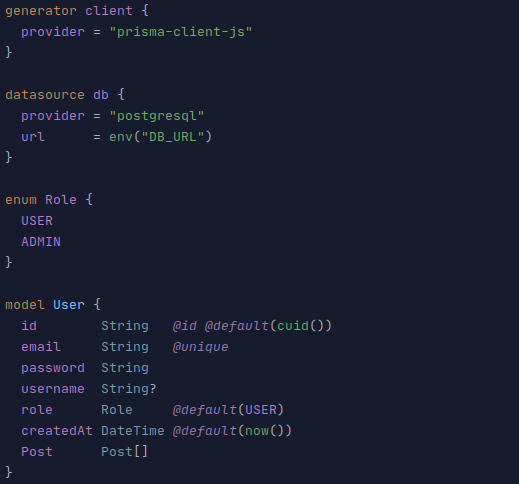 generator client {
  provider = "prisma-client-js"
}

datasource db {
  provider = "postgresql"
  url      = env("DB_URL")
}

enum Role {
  USER
  ADMIN
}

model User {
  id        String   @id @default(cuid())
  email     String   @unique
  password  String
  username  String?
  role      Role     @default(USER)
  createdAt DateTime @default(now())
  Post      Post[]
}